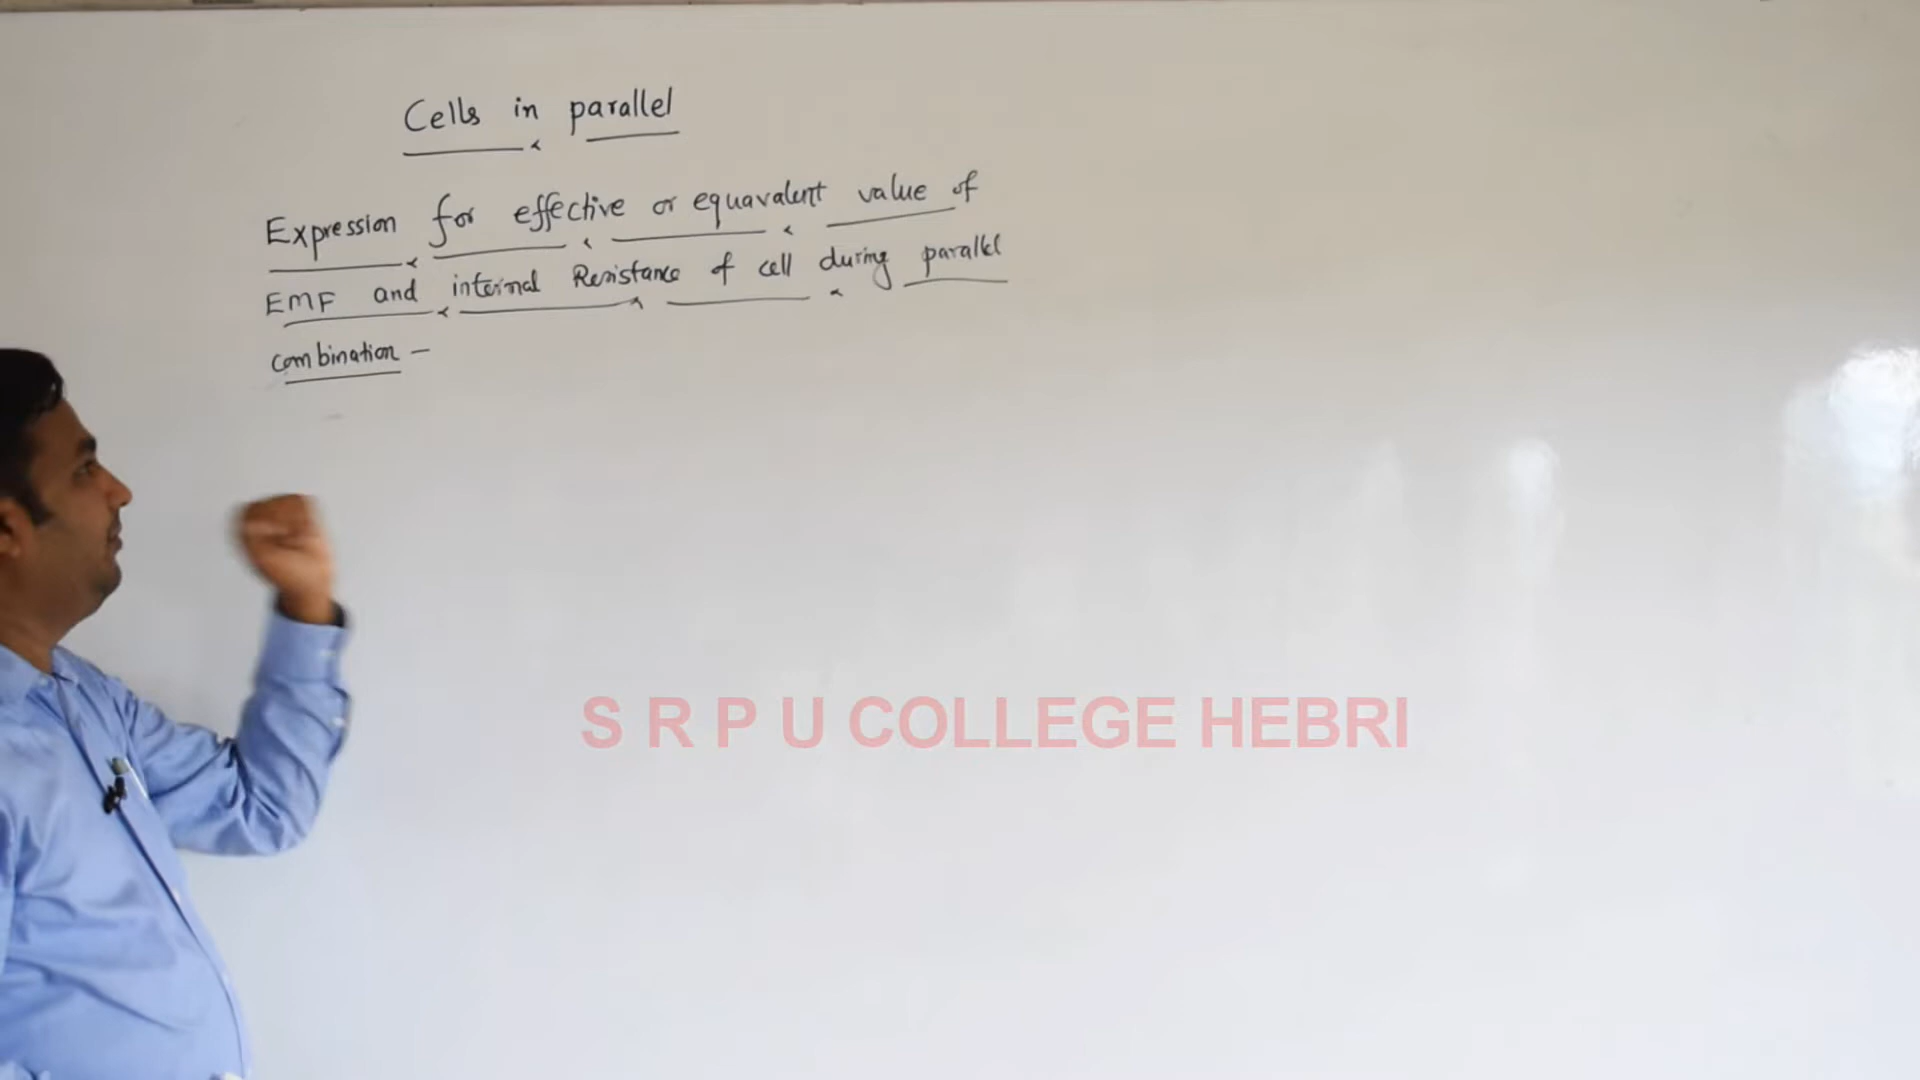 Cells in parallel
Expression for effective or equavalent value of
EMF and internal Resistance of cell during parallel
combination -
S R P U COLLEGE HEBRI